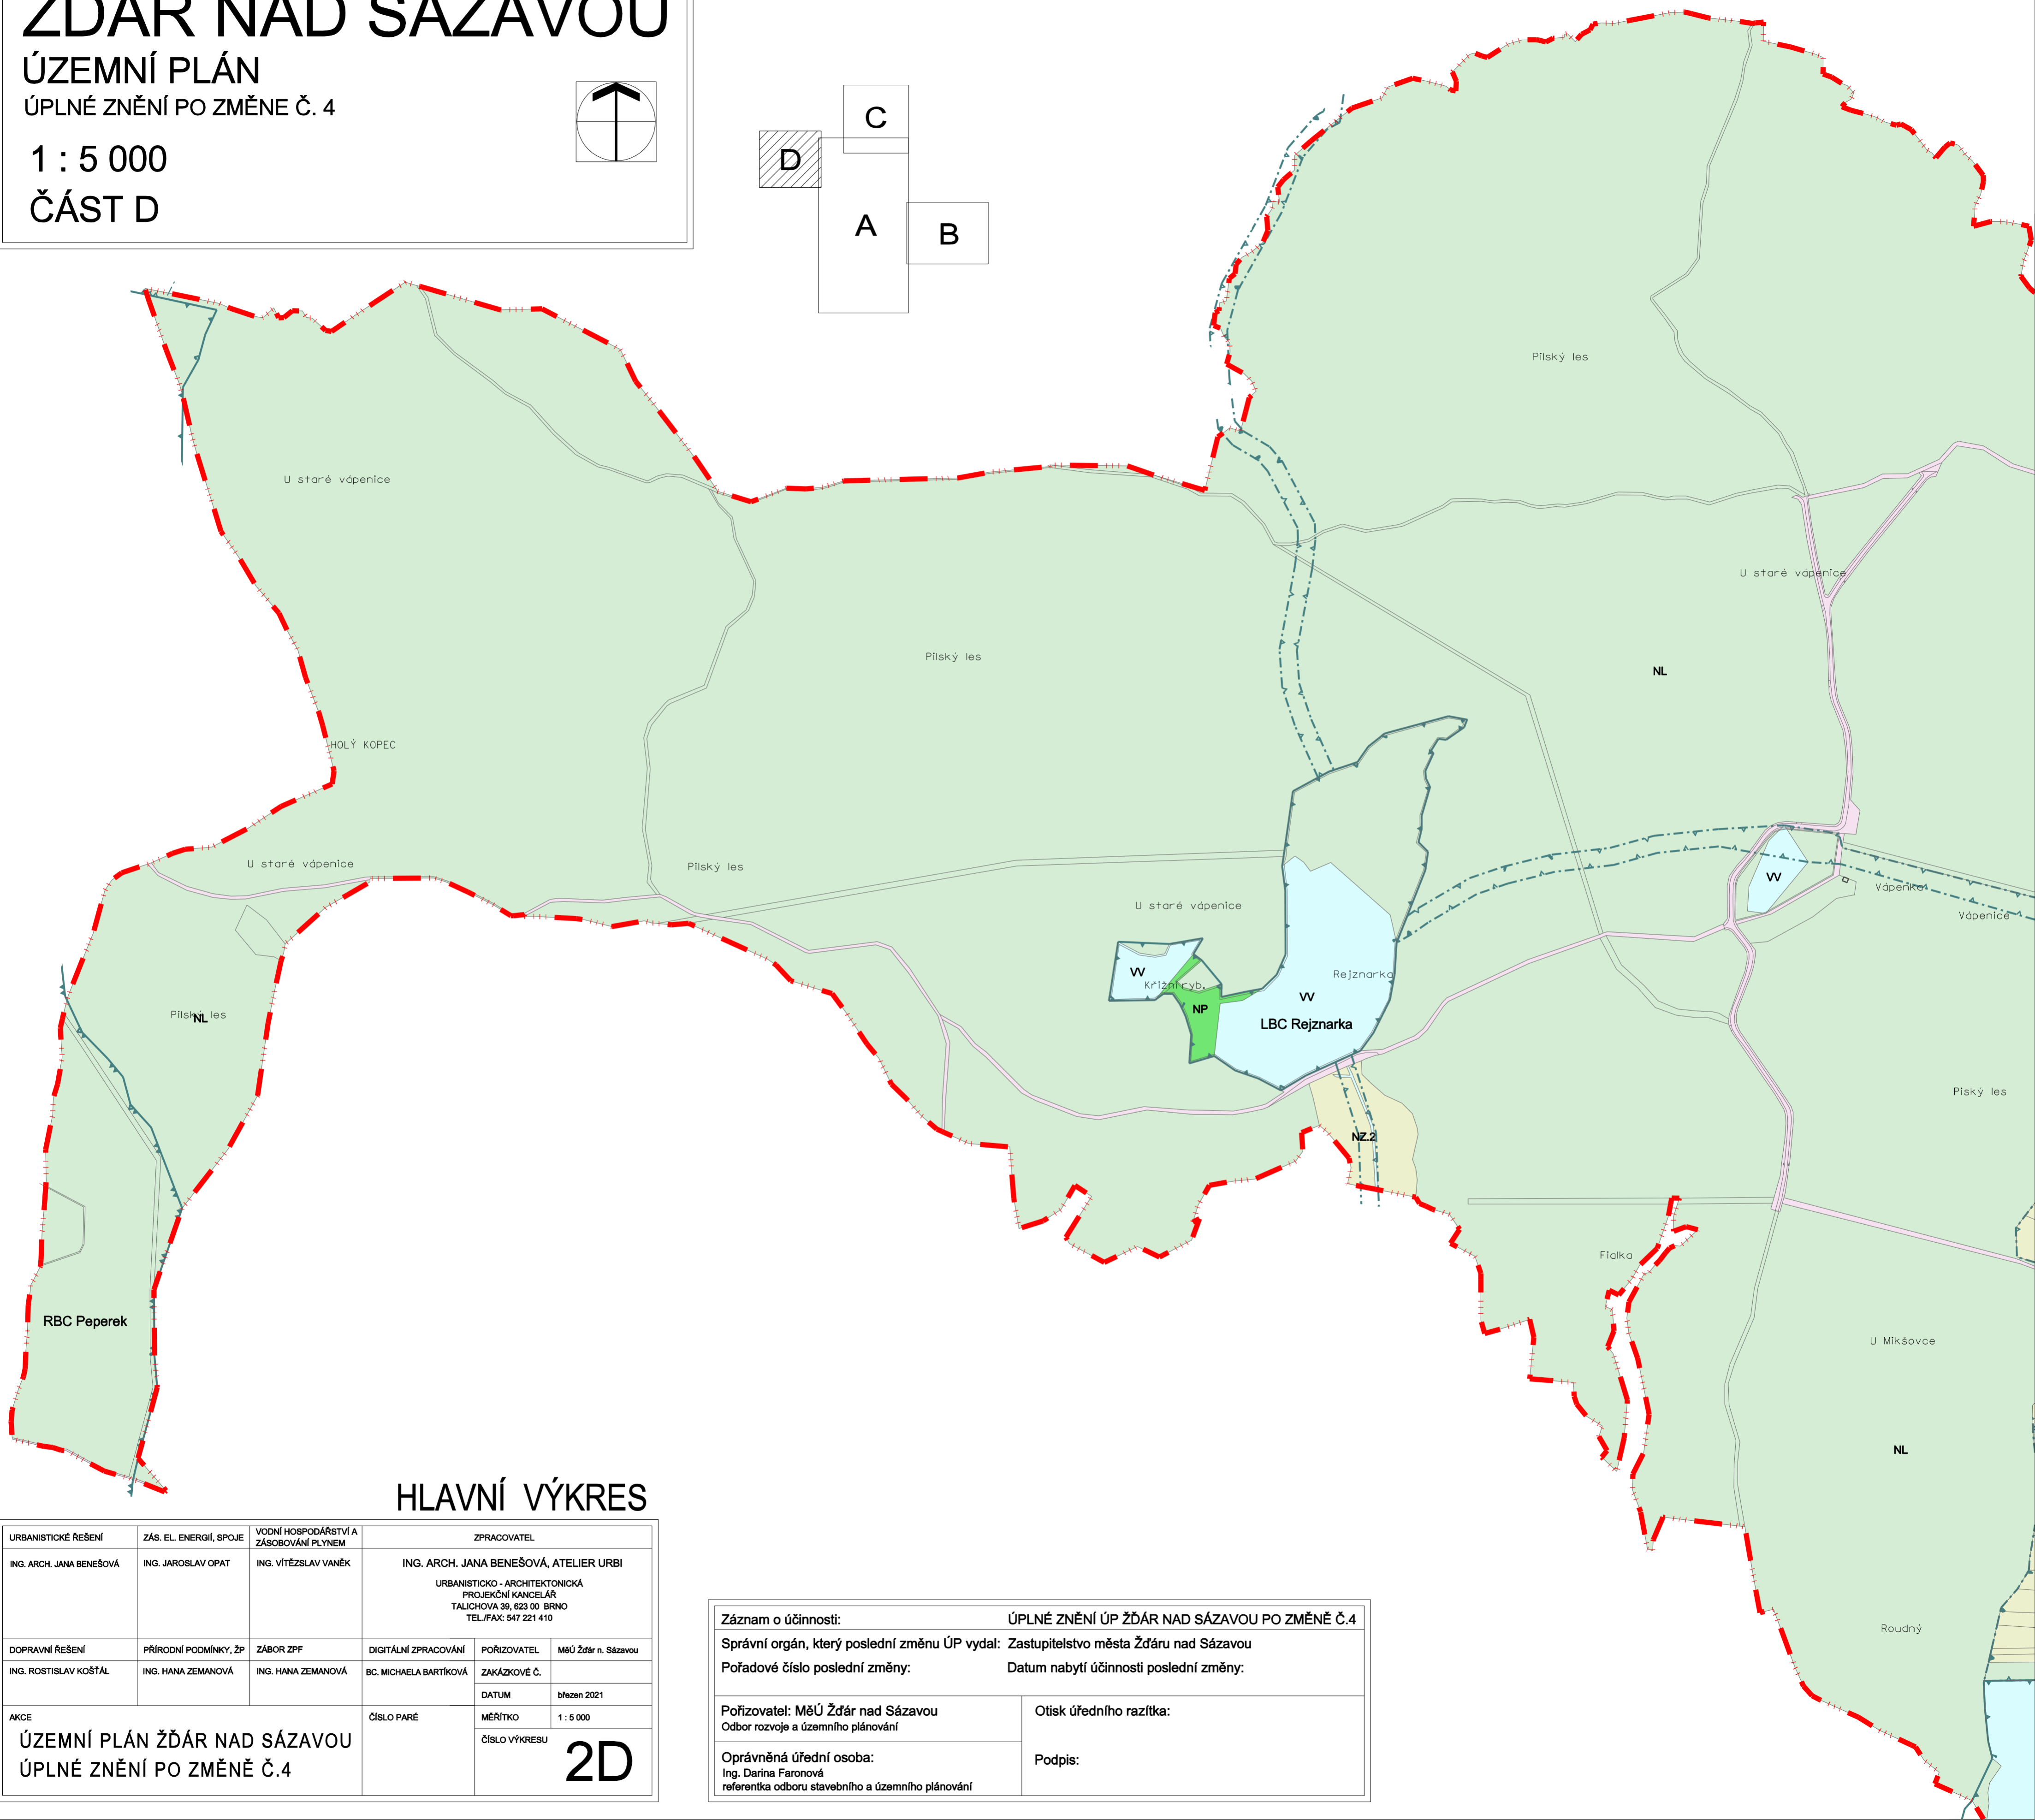 ŽĎÁR NAD SÁZAVOU
ÚZEMNÍ PLÁN
ÚPLNÉ ZNĚNÍ PO ZMĚNE Č. 4
1 : 5 000
ČÁST D
C
D
A
B
Pilský les
U staré vápenice
U staré vápenice
Pilský les
NL
HOLÝ KOPEC
U staré vápenice
Pilský les
VV
Vápenka
U staré vápenice
Vápenice
Rejznarka
VV
Křižní ryb.
VV
NP
LBC Rejznarka
Pilský les
NL
Pilský les
NZ.2
Fialka
RBC Peperek
U Mikšovce
NL
Roudný
HLAVNÍ VÝKRES
URBANISTICKÉ ŘEŠENÍ
ZÁS. EL. ENERGIÍ, SPOJE
VODNÍ HOSPODÁŘSTVÍ A
ZÁSOBOVÁNÍ PLYNEM
ZPRACOVATEL
ING. ARCH. JANA BENEŠOVÁ
ING. JAROSLAV OPAT
ING. VÍTĚZSLAV VANĚK
ING. ARCH. JANA BENEŠOVÁ, ATELIER URBI
URBANISTICKO - ARCHITEKTONICKÁ
PROJEKČNÍ KANCELÁŘ
TALICHOVA 39, 623 00 BRNO
TEL./FAX: 547 221 410
DOPRAVNÍ ŘEŠENÍ
PŘÍRODNÍ PODMÍNKY, ŽP
ZÁBOR ZPF
DIGITÁLNÍ ZPRACOVÁNÍ
POŘIZOVATEL
MěÚ Žďár n. Sázavou
ING. ROSTISLAV KOŠŤÁL
ING. HANA ZEMANOVÁ
ING. HANA ZEMANOVÁ
BC. MICHAELA BARTÍKOVÁ
ZAKÁZKOVÉ Č.
DATUM
březen 2021
AKCE
ČÍSLO PARÉ
MĚŘÍTKO
1 : 5 000
ÚZEMNÍ PLÁN ŽĎÁR NAD SÁZAVOU
ÚPLNÉ ZNĚNÍ PO ZMĚNĚ Č.4
ČÍSLO VÝKRESU
2D
Záznam o účinnosti:
ÚPLNÉ ZNĚNÍ ÚP ŽĎÁR NAD SÁZAVOU PO ZMĚNĚ Č.4
Správní orgán, který poslední změnu ÚP vydal: Zastupitelstvo města Žďáru nad Sázavou
Pořadové číslo poslední změny:
Datum nabytí účinnosti poslední změny:
Pořizovatel: MěÚ Žďár nad Sázavou
Odbor rozvoje a územního plánování
Otisk úředního razítka:
Oprávněná úřední osoba:
Ing. Darina Faronová
referentka odboru stavebního a územního plánování
Podpis: